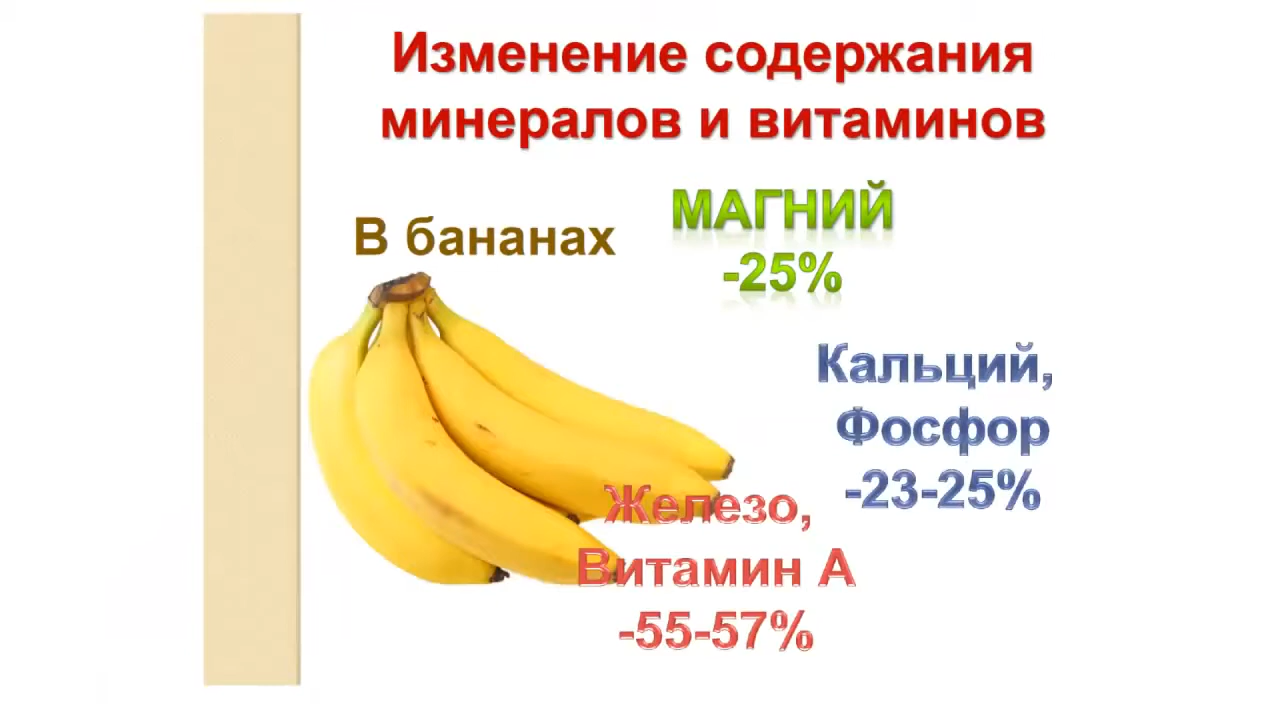 Изменение содержания
минералов и витаминов
В бананах
МАГНИЙ
-25%
Кальций,
Фосфор
-23-25%
Железо,
Витамин А
-55-57%